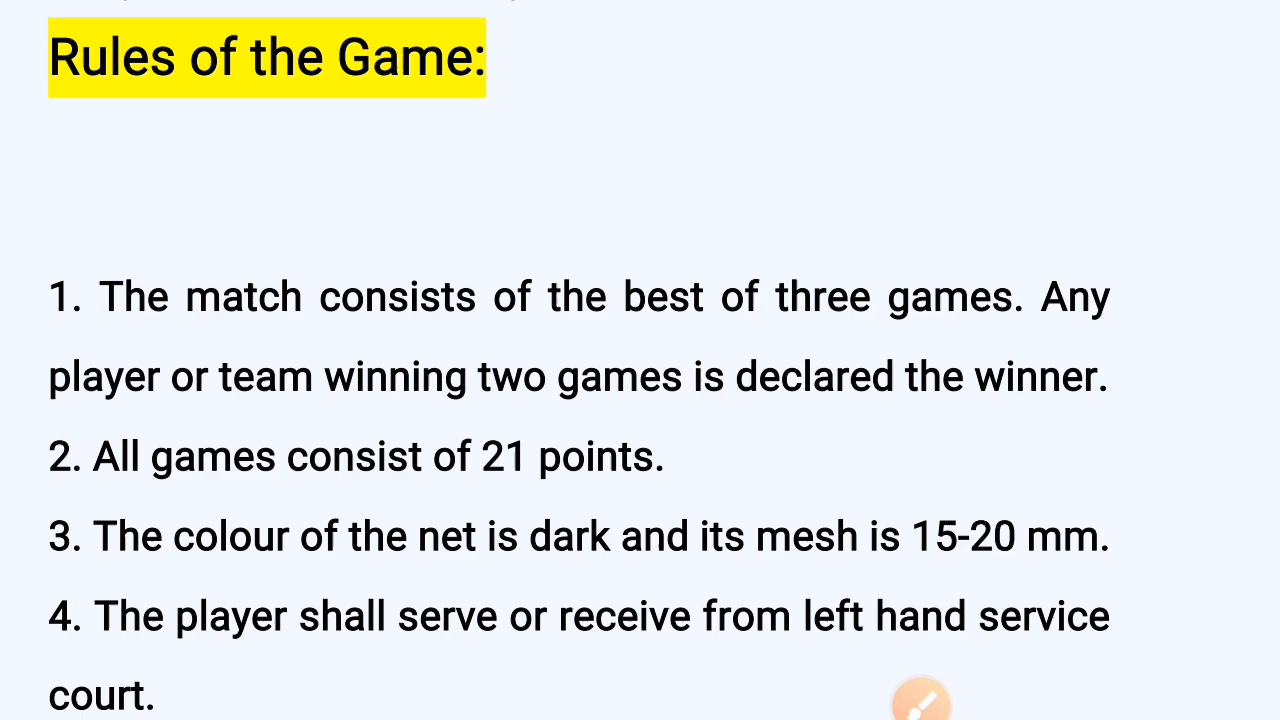 Rules of the Game:
1. The match consists of the best of three games. Any
player or team winning two games is declared the winner.
2. All games consist of 21 points.
3. The colour of the net is dark and its mesh is 15-20 mm.
4. The player shall serve or receive from left hand service
court.